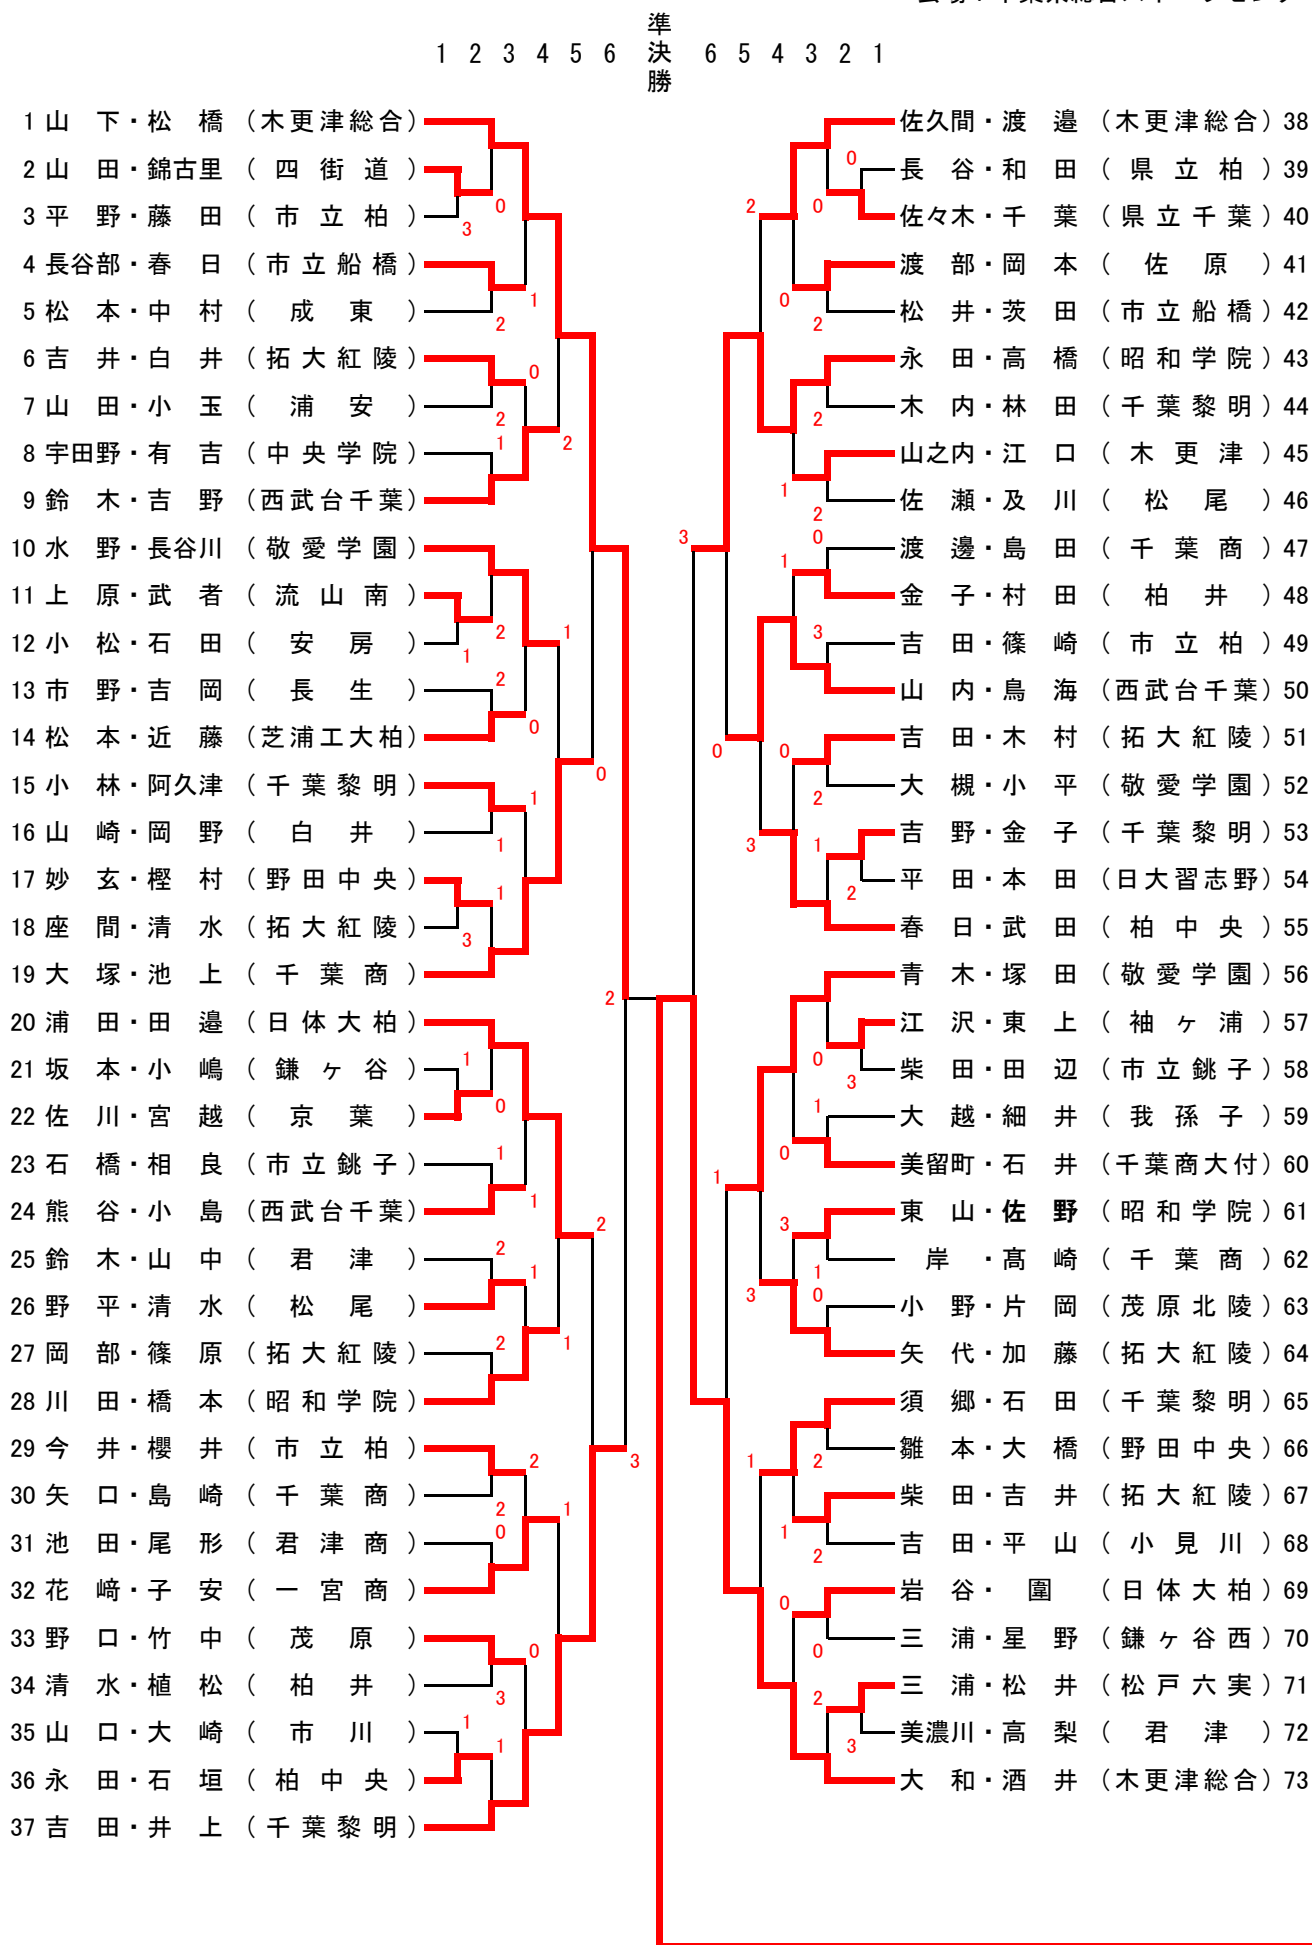 準決勝
1 2 3 4 5 6
6 5 4 3 2 1
1 山 下・松 橋 (木更津総合)
2 山 田・錦古里 (四街道)
3 平 野・藤 田 (市立柏)
4 長谷部・春 日 (市立船橋)
5 松 本・中 村 (成東)
6 吉 井・白 井 (拓大紅陵)
7 山 田・小 玉 (浦安)
8 宇田野・有 吉 (中央学院)
9 鈴 木・吉 野 (西武台千葉)
10 水 野・長谷川 (敬愛学園)
11 上 原・武 者 (流山南)
12 小 松・石 田 (安房)
13 市 野・吉 岡 (長生)
14 松 本・近 藤 (芝浦工大柏)
15 小 林・阿久津 (千葉黎明)
16 山 崎・岡 野 (白井)
17 妙 玄・樫 村 (野田中央)
18 座 間・清 水 (拓大紅陵)
19 大 塚・池 上 (千葉商)
20 浦 田・田 邉 (日体大柏)
21 坂 本・小 嶋 (鎌ヶ谷)
22 佐 川・宮 越 (京葉)
23 石 橋・相 良 (市立銚子)
24 熊 谷・小 島 (西武台千葉)
25 鈴 木・山 中 (君津)
26 野 平・清 水 (松尾)
27 岡 部・篠 原 (拓大紅陵)
28 川 田・橋 本 (昭和学院)
29 今 井・櫻 井 (市立柏)
30 矢 口・島 崎 (千葉商)
31 池 田・尾 形 (君津商)
32 花 﨑・子 安 (一宮商)
33 野 口・竹 中 (茂原)
34 清 水・植 松 (柏井)
35 山 口・大 崎 (市川)
36 永 田・石 垣 (柏中央)
37 吉 田・井 上 (千葉黎明)
佐久間・渡 邉 (木更津総合) 38
長 谷・和 田 (県立柏) 39
佐々木・千 葉 (県立千葉) 40
渡 部・岡 本 (佐原) 41
松 井・茨 田 (市立船橋) 42
永 田・高 橋 (昭和学院) 43
木 内・林 田 (千葉黎明) 44
山之内・江 口 (木更津) 45
佐 瀬・及 川 (松尾) 46
渡 邊・島 田 (千葉商) 47
金 子・村 田 (柏井) 48
吉 田・篠 崎 (市立柏) 49
山 内・鳥 海 (西武台千葉) 50
吉 田・木 村 (拓大紅陵) 51
大 槻・小 平 (敬愛学園) 52
吉 野・金 子 (千葉黎明) 53
平 田・本 田 (日大習志野) 54
春 日・武 田 (柏中央) 55
青 木・塚 田 (敬愛学園) 56
江 沢・東 上 (袖ヶ浦) 57
柴 田・田 辺 (市立銚子) 58
大 越・細 井 (我孫子) 59
美留町・石 井 (千葉商大付) 60
東 山・佐 野 (昭和学院) 61
岸 ・髙 崎 (千葉商) 62
小 野・片 岡 (茂原北陵) 63
矢 代・加 藤 (拓大紅陵) 64
須 郷・石 田 (千葉黎明) 65
雛 本・大 橋 (野田中央) 66
柴 田・吉 井 (拓大紅陵) 67
吉 田・平 山 (小見川) 68
岩 谷・ 圍 (日体大柏) 69
三 浦・星 野 (鎌ヶ谷西) 70
三 浦・松 井 (松戸六実) 71
美濃川・高 梨 (君津) 72
大 和・酒 井 (木更津総合) 73